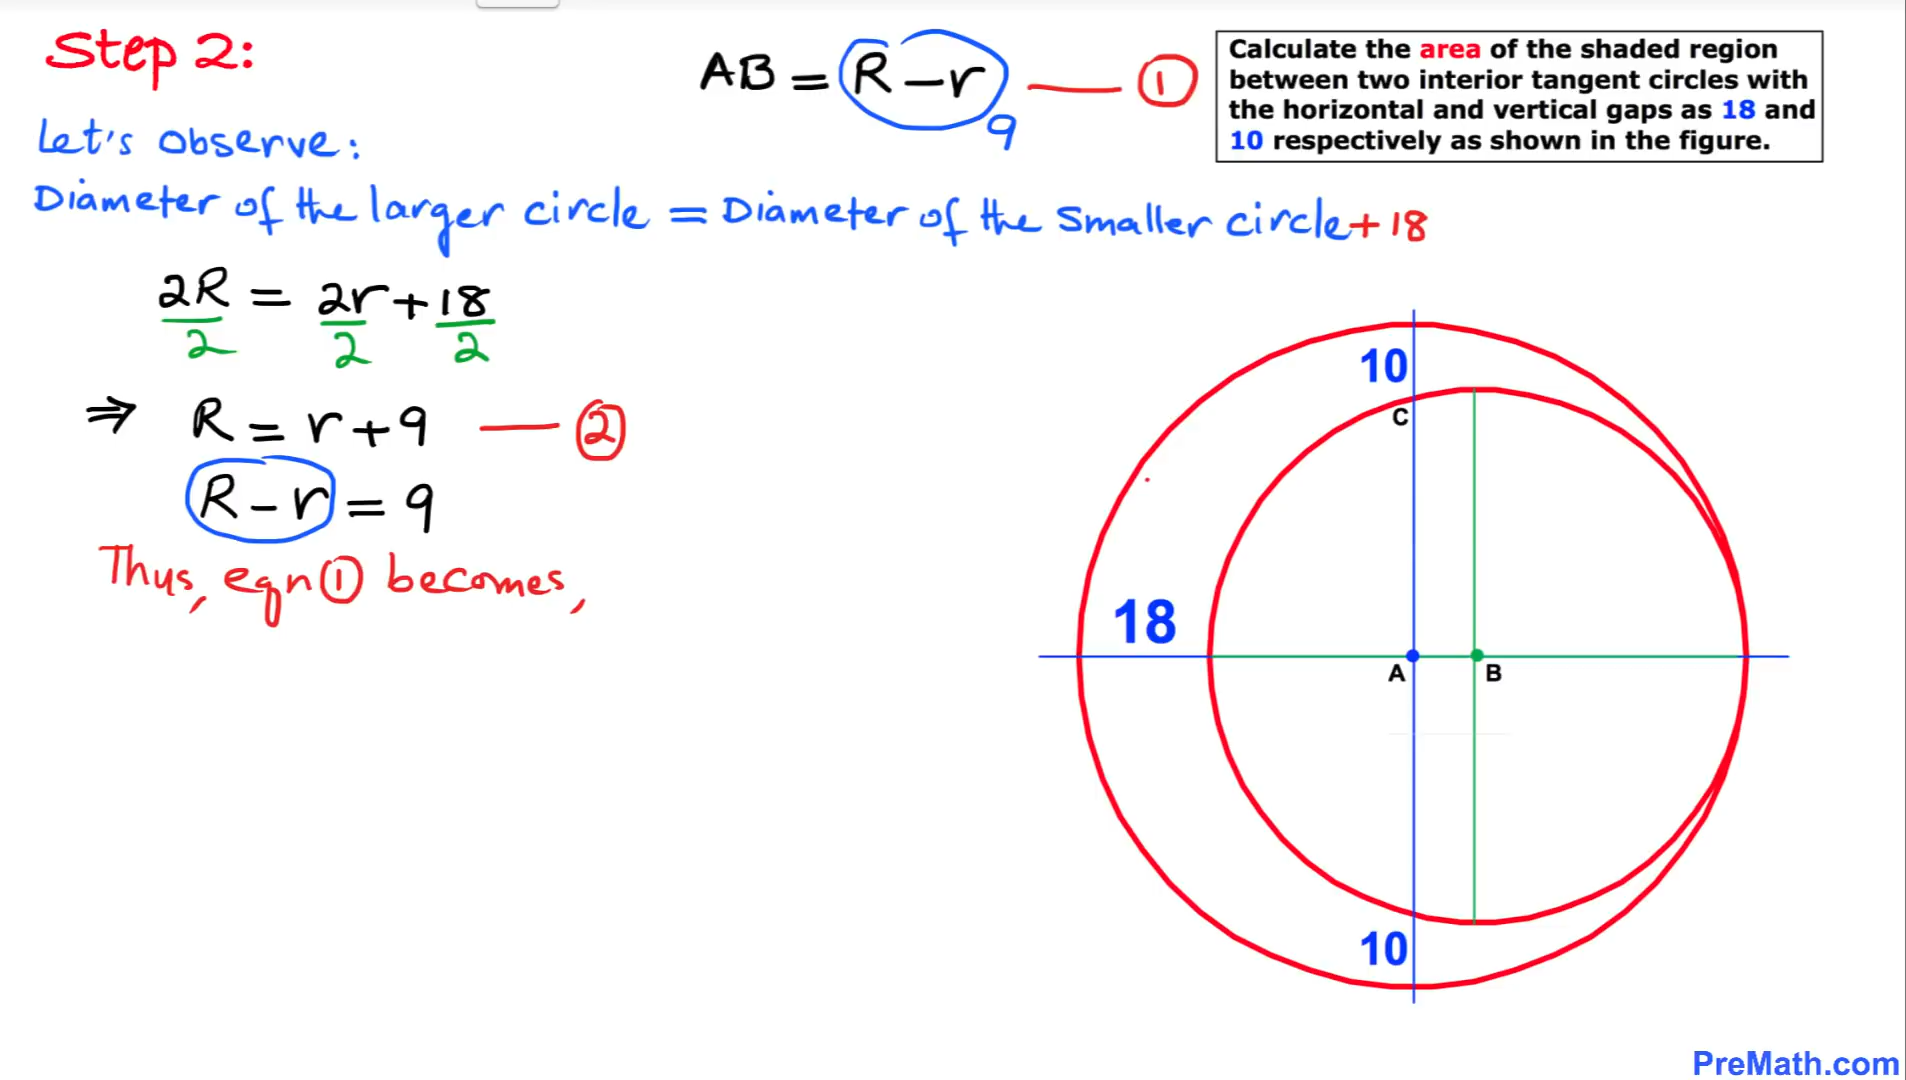 Step 2:
AB = R – r —— ①
9
Calculate the area of the shaded region
between two interior tangent circles with
the horizontal and vertical gaps as 18 and
10 respectively as shown in the figure.
Let's observe:
Diameter of the larger circle = Diameter of the smaller circle + 18
2R/2 = 2r/2 + 18/2
⇒ R = r + 9 —— ②
R – r = 9
Thus, eqn ① becomes,
10
C
18
A
B
10
PreMath.com